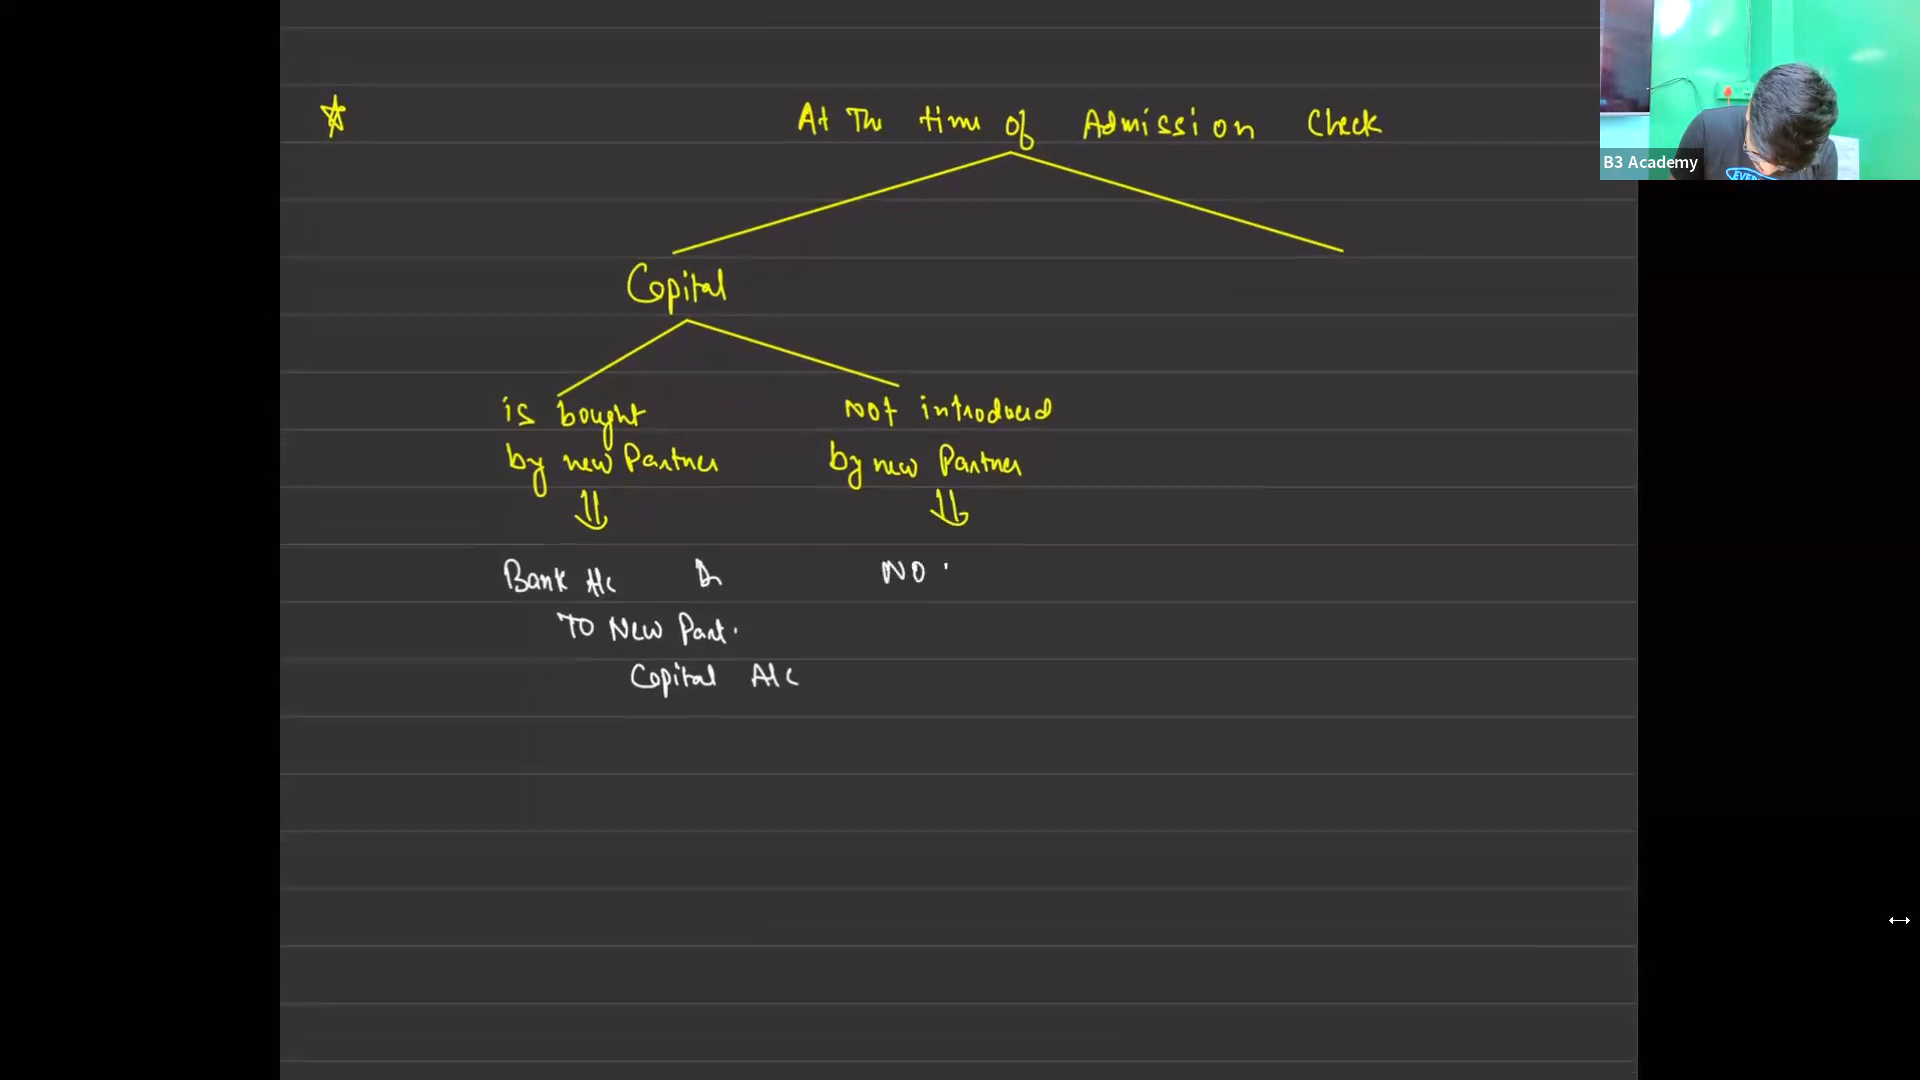 At The time of Admission Check
Capital
is bought
by new Partner
Not introduced
by new Partner
Bank A/c Dr
To New Part.
Capital A/c
NO
B3 Academy